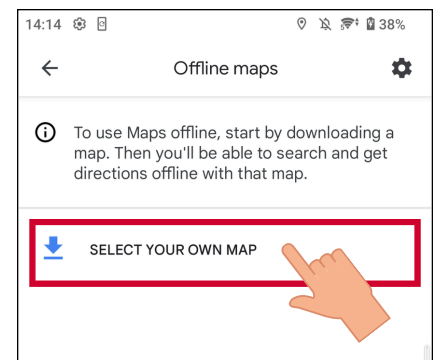 14:14 38%
Offline maps
To use Maps offline, start by downloading a
map. Then you'll be able to search and get
directions offline with that map.
SELECT YOUR OWN MAP